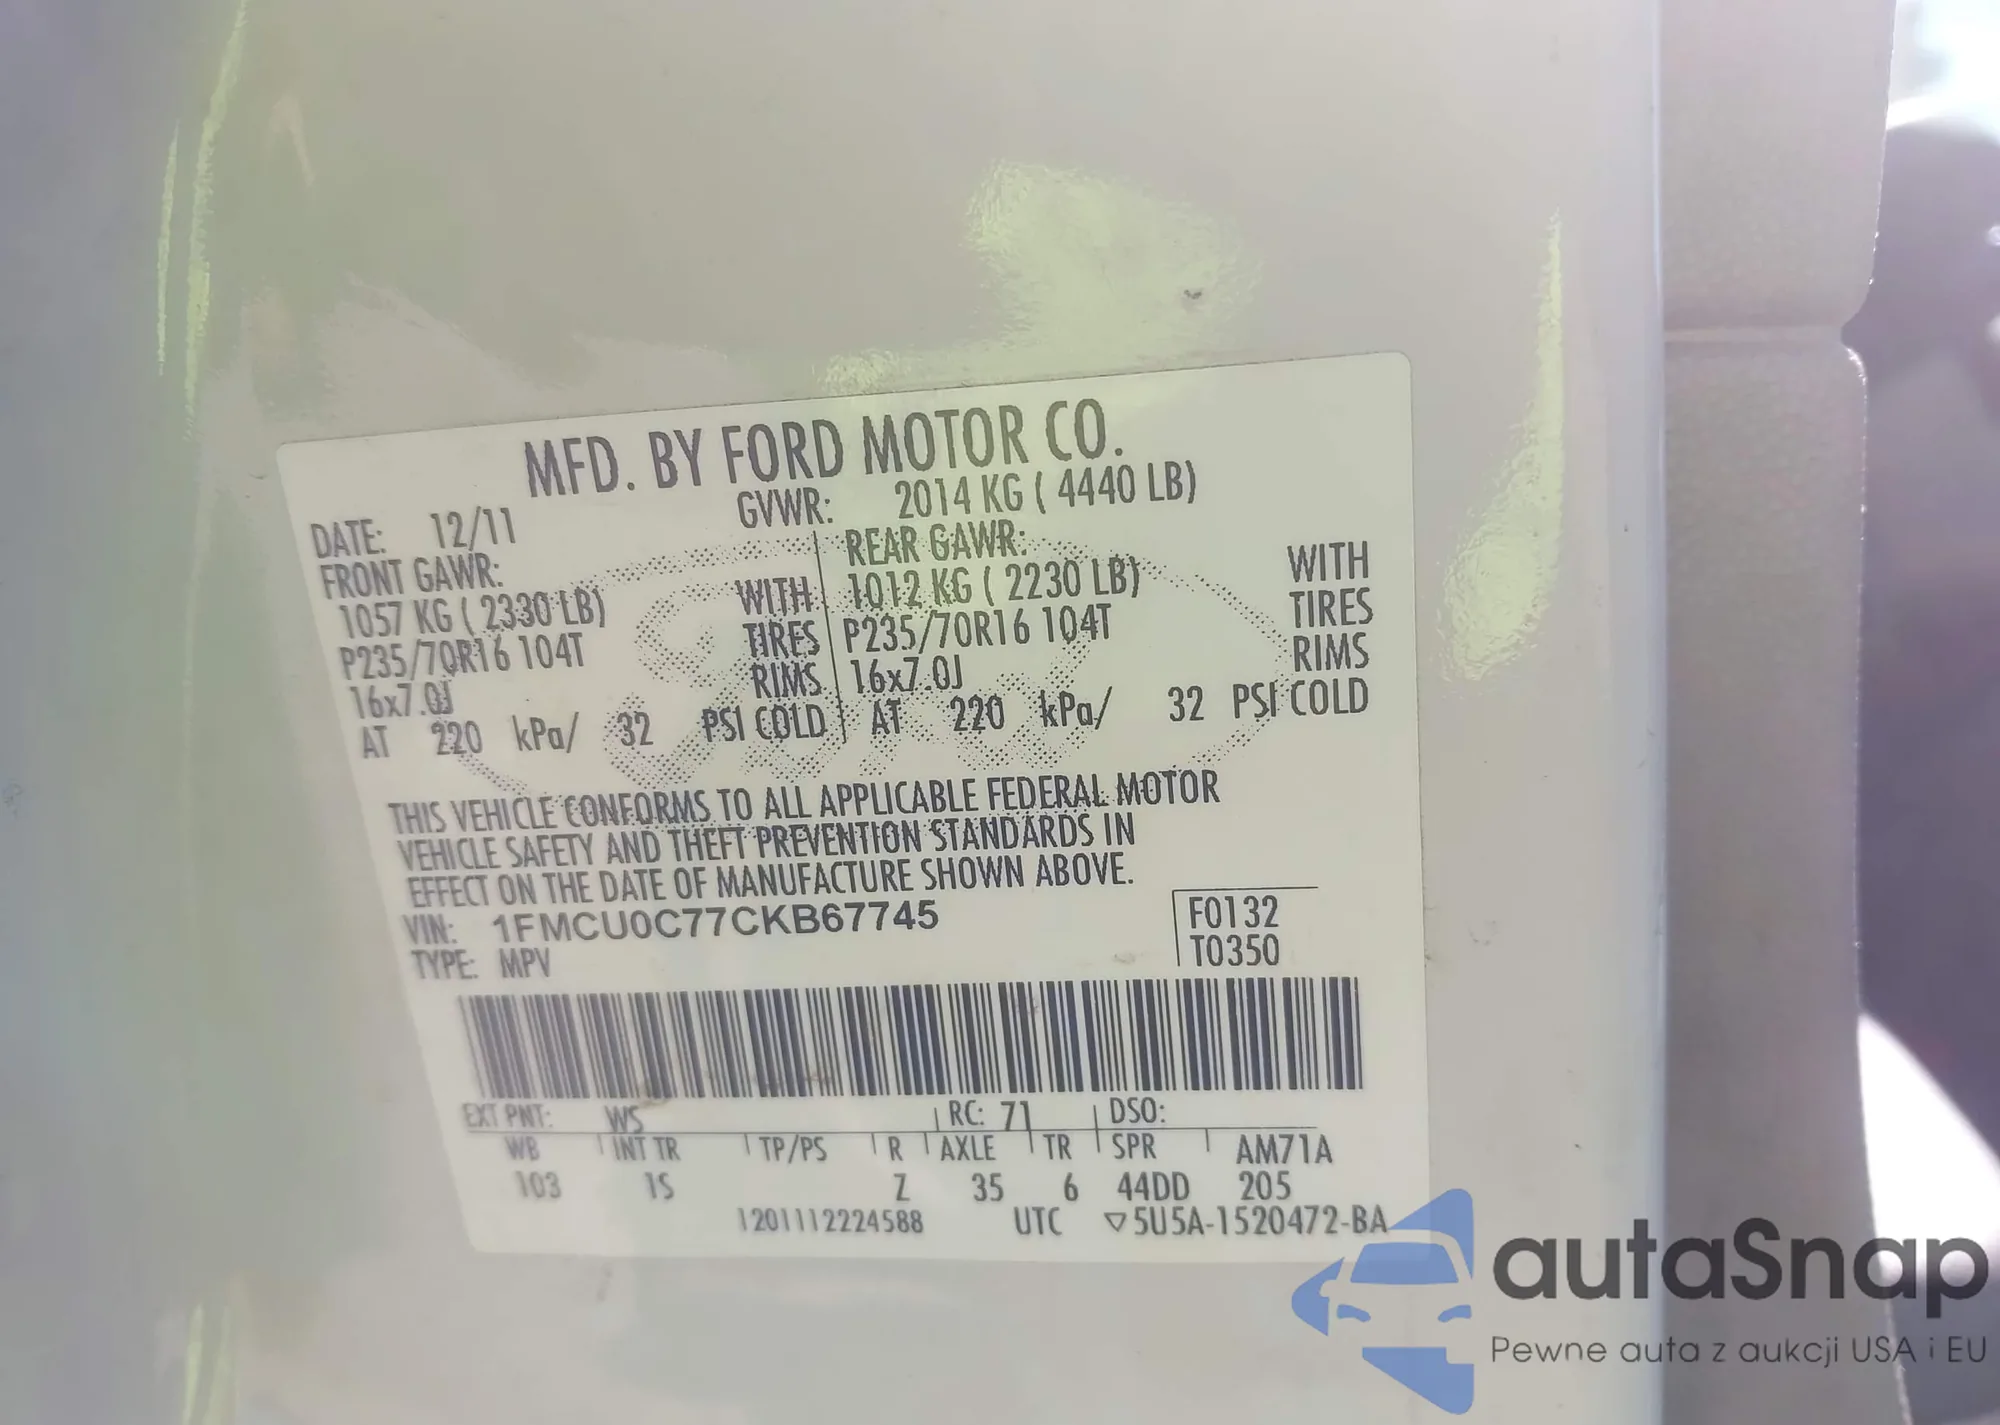 MFD. BY FORD MOTOR CO.
DATE: 12/11 GVWR: 2014 KG ( 4440 LB)
FRONT GAWR: REAR GAWR:
1057 KG ( 2330 LB) WITH 1012 KG ( 2230 LB) WITH
P235/70R16 104T TIRES P235/70R16 104T TIRES
16x7.0J RIMS 16x7.0J RIMS
AT 220 kPa/ 32 PSI COLD AT 220 kPa/ 32 PSI COLD
THIS VEHICLE CONFORMS TO ALL APPLICABLE FEDERAL MOTOR
VEHICLE SAFETY AND THEFT PREVENTION STANDARDS IN
EFFECT ON THE DATE OF MANUFACTURE SHOWN ABOVE.
VIN: 1FMCU0C77CKB67745 F0132
TYPE: MPV T0350
EXT PNT: WS RC: 71 DSO:
WB INT TR TP/PS R AXLE TR SPR AM71A
103 1S Z 35 6 44DD 205
1201112224588 UTC ▽5U5A-1520472-BA
autaSnap
Pewne auta z aukcji USA i EU